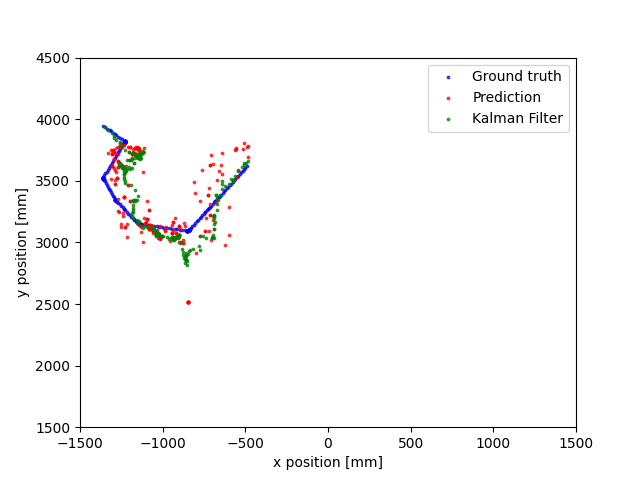 4500
4000
3500
3000
2500
2000
1500
y position [mm]
Ground truth
Prediction
Kalman Filter
−1500
−1000
−500
0
500
1000
1500
x position [mm]